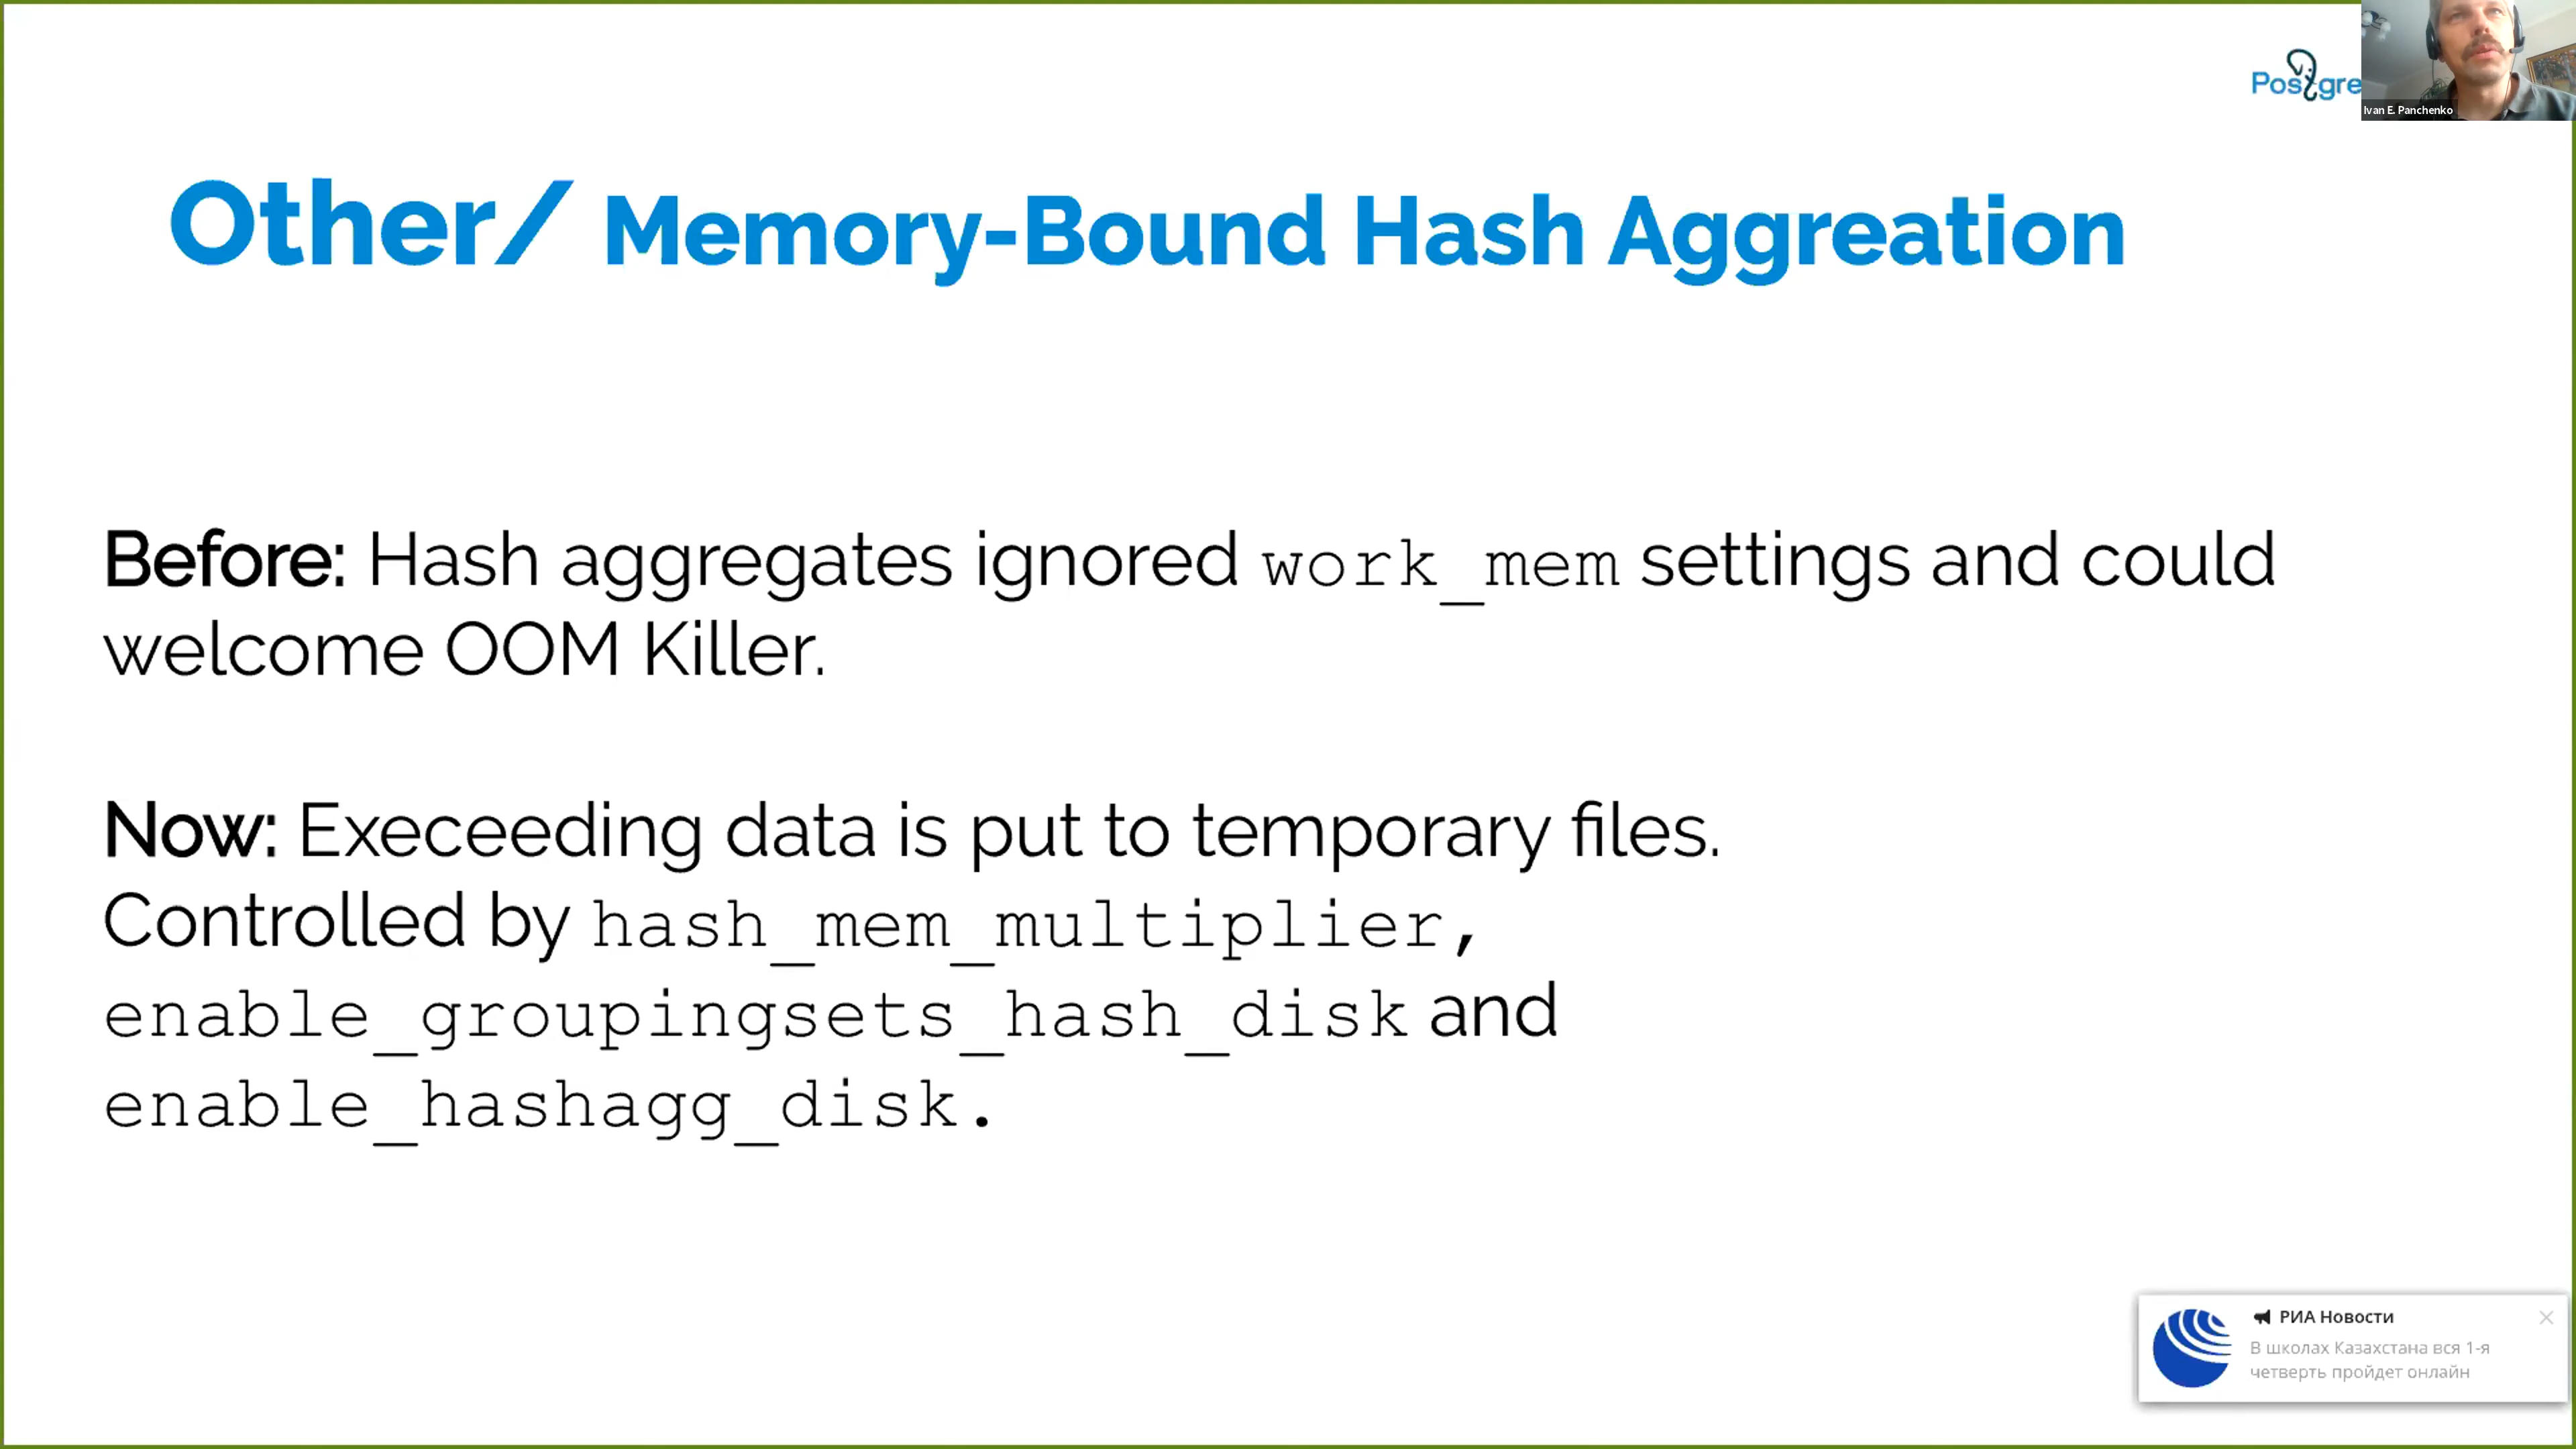 Posgre
Ivan E. Panchenko
Other/ Memory-Bound Hash Aggreation
Before: Hash aggregates ignored work_mem settings and could
welcome OOM Killer.
Now: Execeeding data is put to temporary files.
Controlled by hash_mem_multiplier,
enable_groupingsets_hash_disk and
enable_hashagg_disk.
РИА Новости
В школах Казахстана вся 1-я
четверть пройдет онлайн